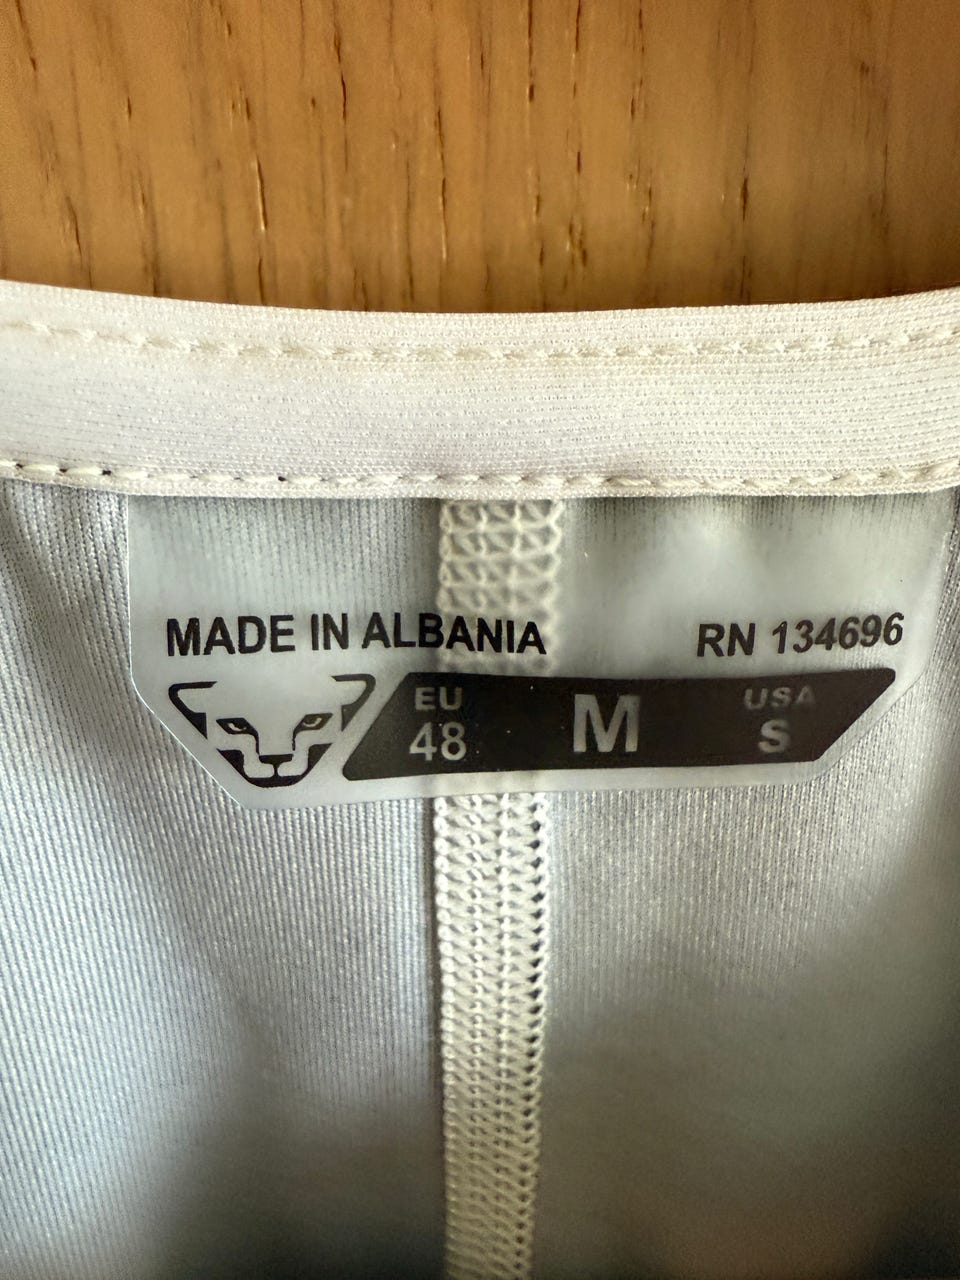 MADE IN ALBANIA RN 134696
EU M USA
48 S